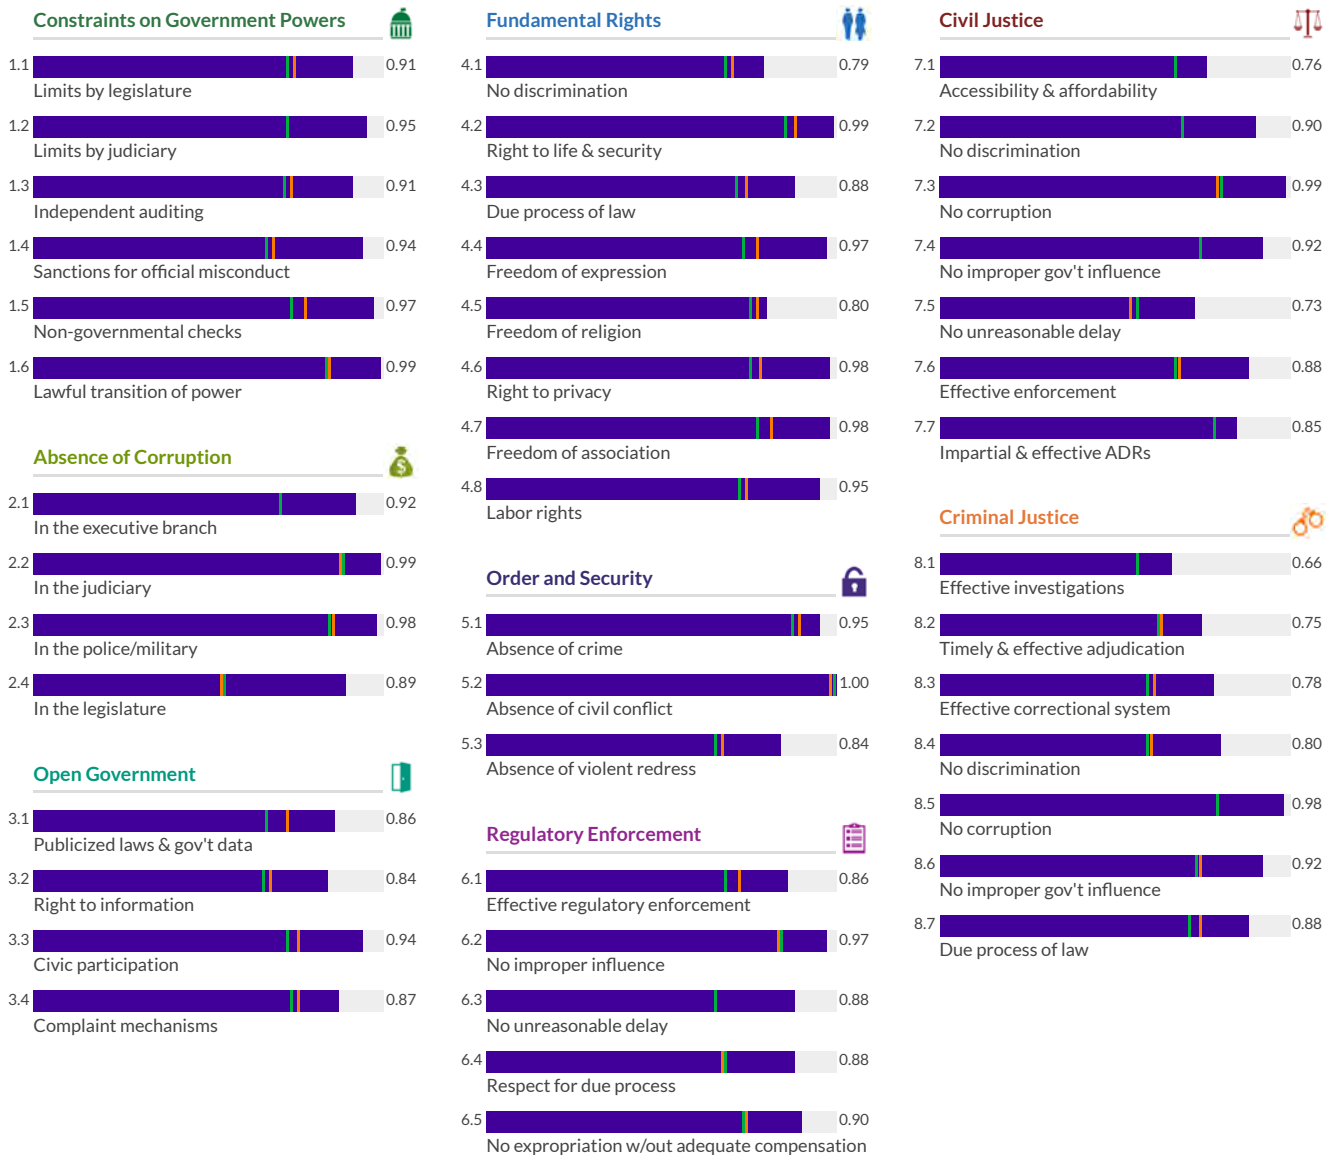 Constraints on Government Powers
1.1 0.91
Limits by legislature
1.2 0.95
Limits by judiciary
1.3 0.91
Independent auditing
1.4 0.94
Sanctions for official misconduct
1.5 0.97
Non-governmental checks
1.6 0.99
Lawful transition of power
Absence of Corruption
$
2.1 0.92
In the executive branch
2.2 0.99
In the judiciary
2.3 0.98
In the police/military
2.4 0.89
In the legislature
Open Government
3.1 0.86
Publicized laws & gov't data
3.2 0.84
Right to information
3.3 0.94
Civic participation
3.4 0.87
Complaint mechanisms
Fundamental Rights
4.1 0.79
No discrimination
4.2 0.99
Right to life & security
4.3 0.88
Due process of law
4.4 0.97
Freedom of expression
4.5 0.80
Freedom of religion
4.6 0.98
Right to privacy
4.7 0.98
Freedom of association
4.8 0.95
Labor rights
Order and Security
5.1 0.95
Absence of crime
5.2 1.00
Absence of civil conflict
5.3 0.84
Absence of violent redress
Regulatory Enforcement
6.1 0.86
Effective regulatory enforcement
6.2 0.97
No improper influence
6.3 0.88
No unreasonable delay
6.4 0.88
Respect for due process
6.5 0.90
No expropriation w/out adequate compensation
Civil Justice
7.1 0.76
Accessibility & affordability
7.2 0.90
No discrimination
7.3 0.99
No corruption
7.4 0.92
No improper gov't influence
7.5 0.73
No unreasonable delay
7.6 0.88
Effective enforcement
7.7 0.85
Impartial & effective ADRs
Criminal Justice
8.1 0.66
Effective investigations
8.2 0.75
Timely & effective adjudication
8.3 0.78
Effective correctional system
8.4 0.80
No discrimination
8.5 0.98
No corruption
8.6 0.92
No improper gov't influence
8.7 0.88
Due process of law